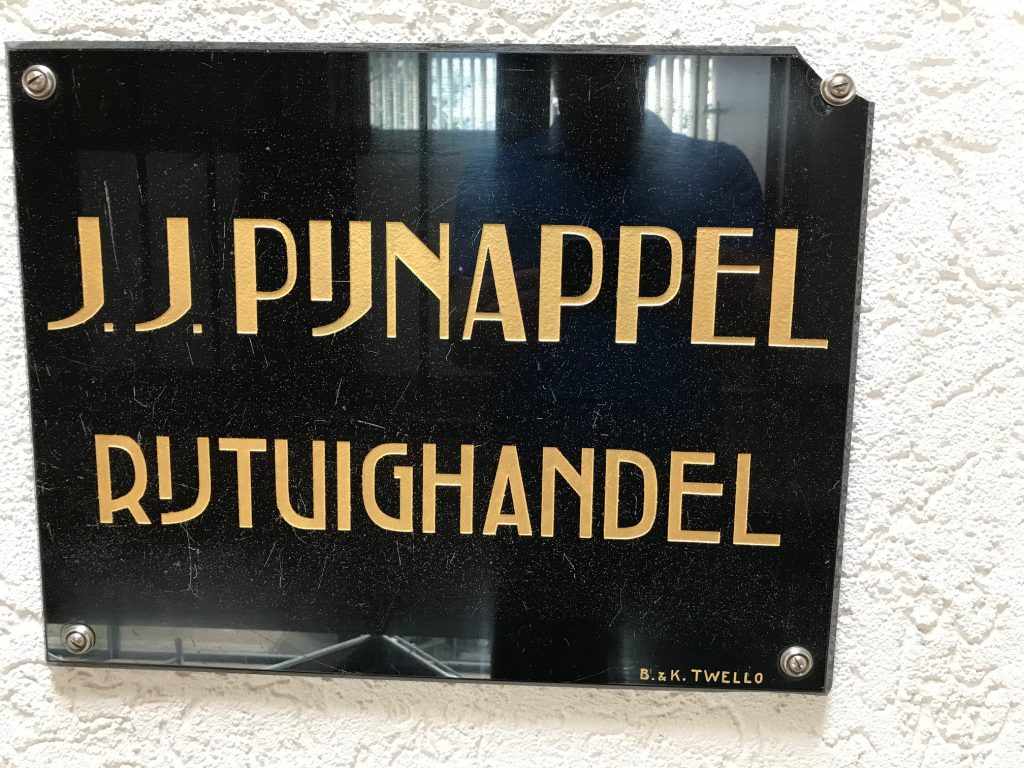 J.J. PIJNAPPEL
RIJTUIGHANDEL
B. & K. TWELLO